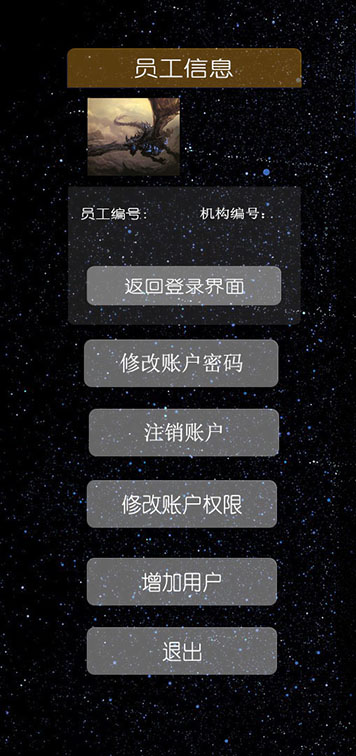 员工信息
员工编号： 机构编号：
返回登录界面
修改账户密码
注销账户
修改账户权限
增加用户
退出